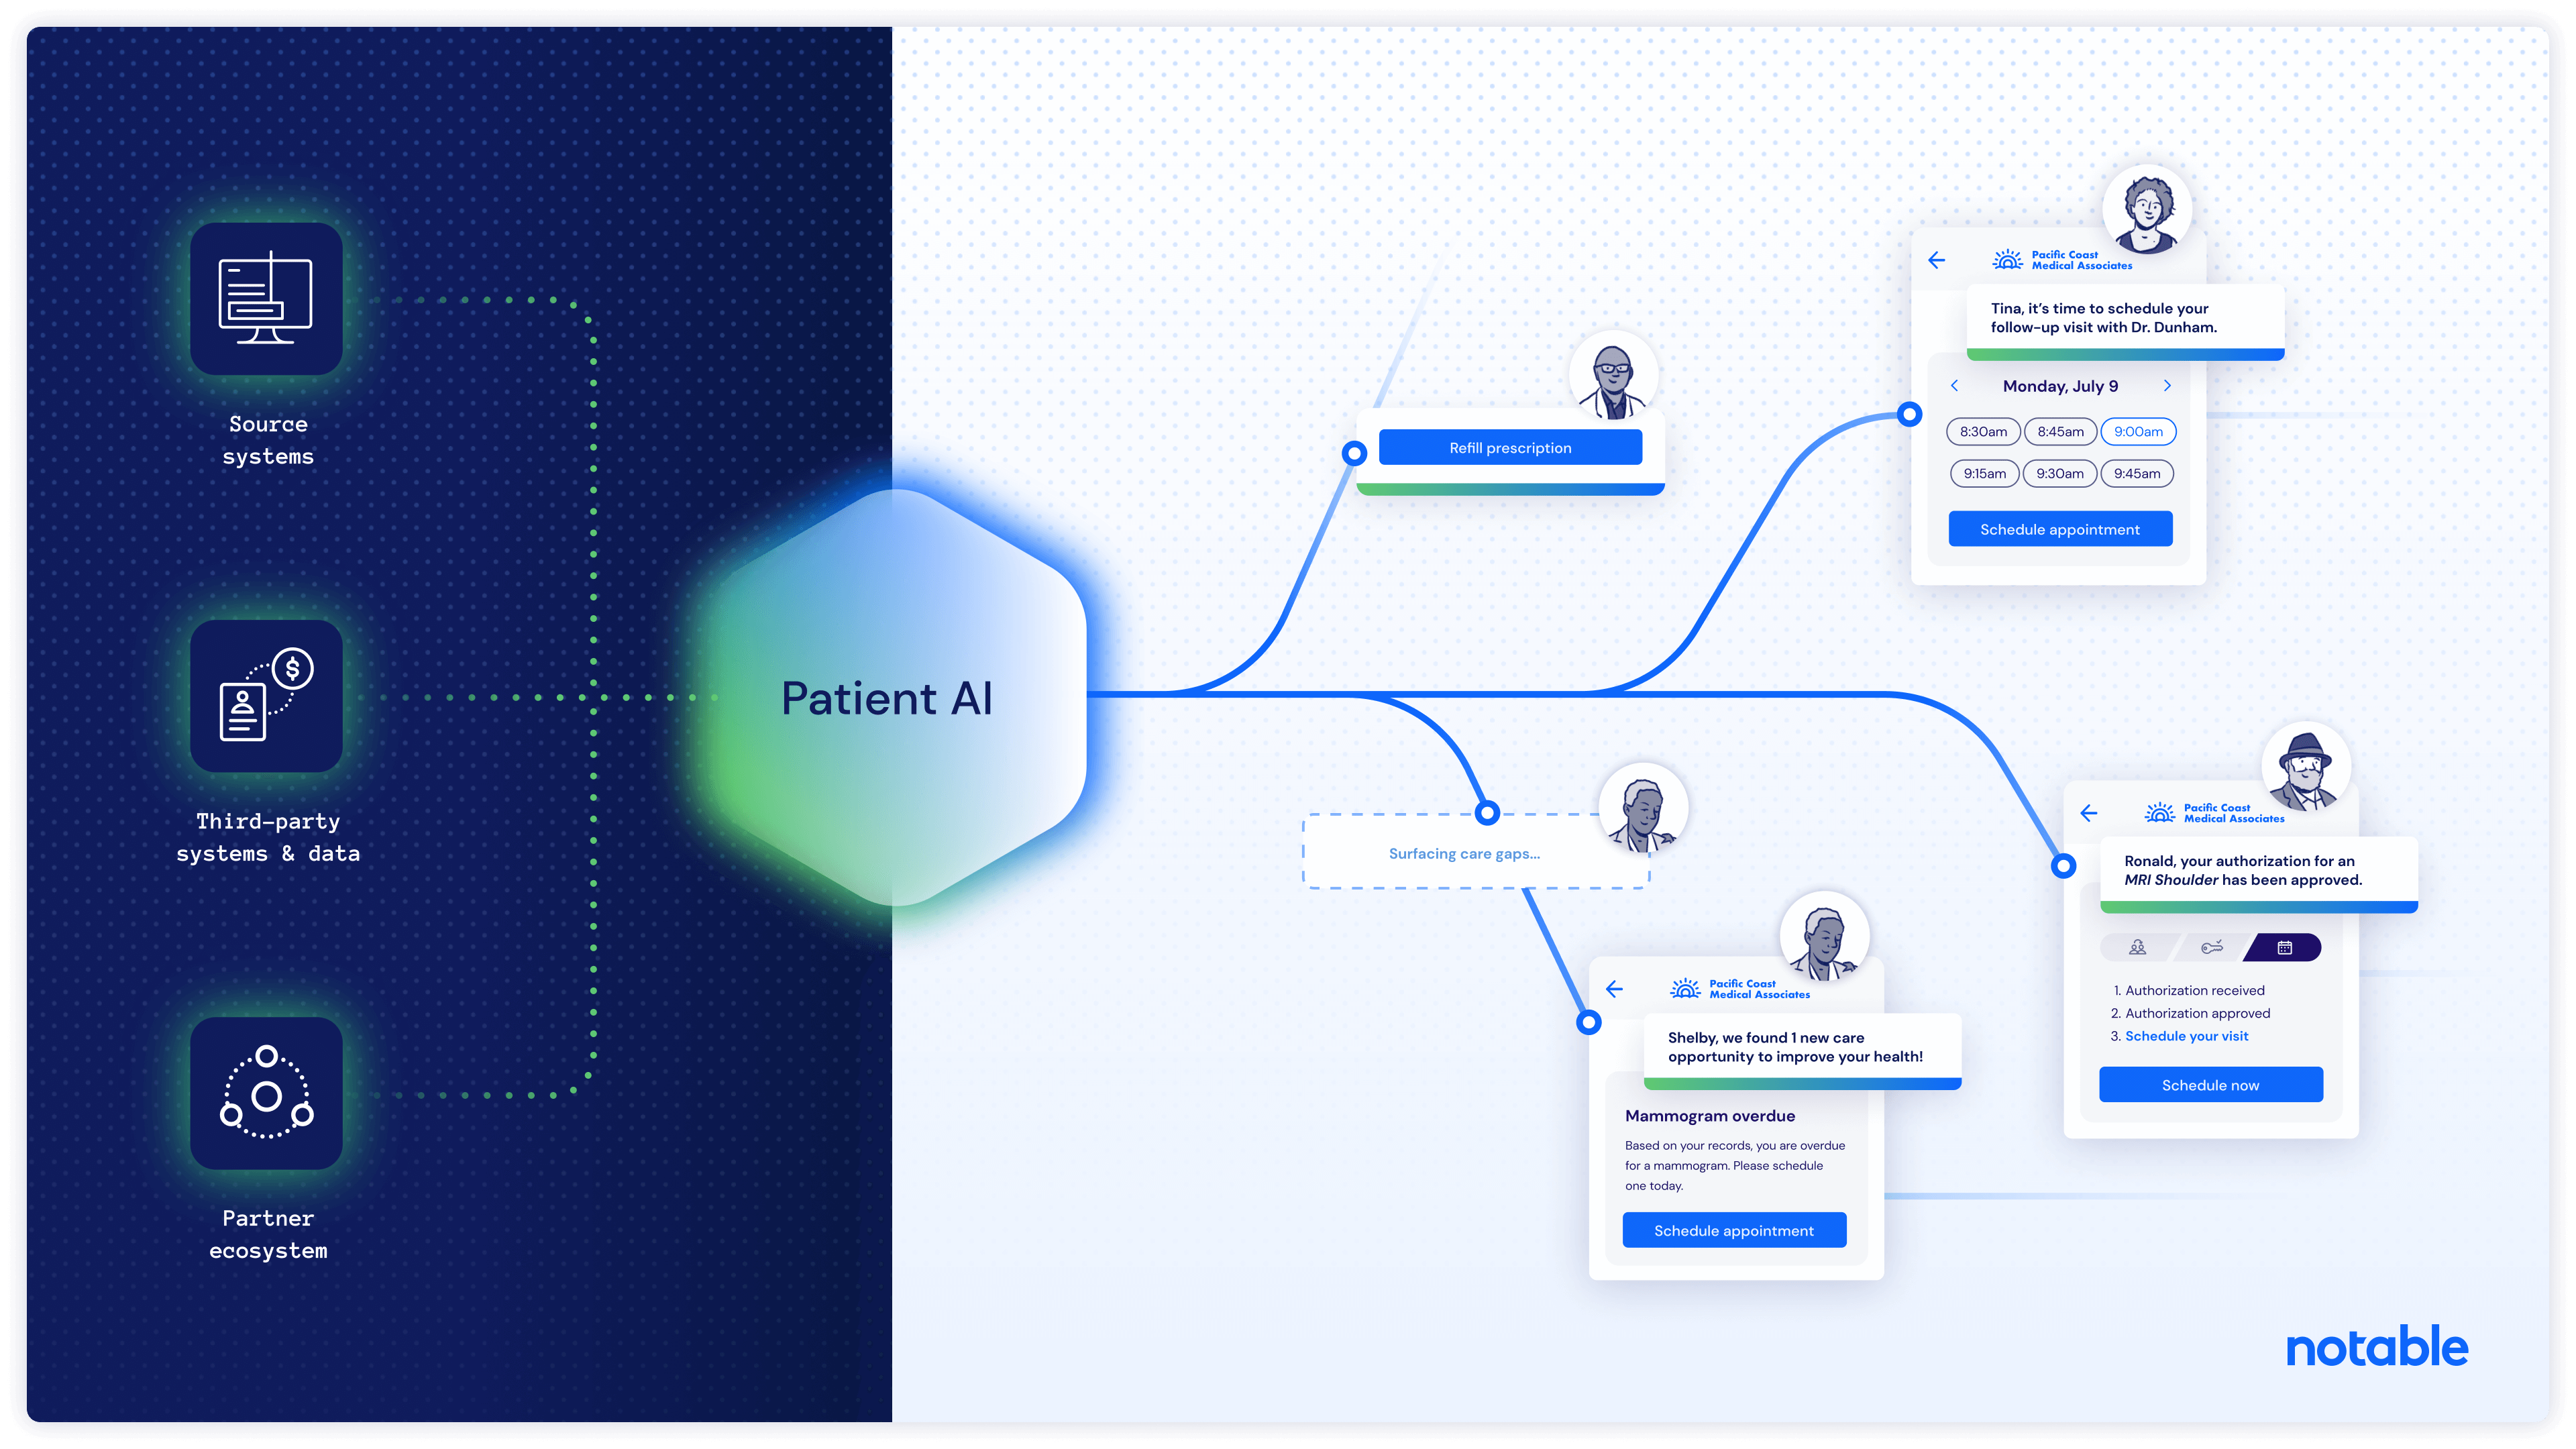 Source
systems
Third-party
systems & data
Partner
ecosystem
Patient AI
Refill prescription
Pacific Coast
Medical Associates
Tina, it's time to schedule your
follow-up visit with Dr. Dunham.
Monday, July 9
8:30am 8:45am 9:00am
9:15am 9:30am 9:45am
Schedule appointment
Surfacing care gaps...
Pacific Coast
Medical Associates
Shelby, we found 1 new care
opportunity to improve your health!
Mammogram overdue
Based on your records, you are overdue
for a mammogram. Please schedule
one today.
Schedule appointment
Pacific Coast
Medical Associates
Ronald, your authorization for an
MRI Shoulder has been approved.
1. Authorization received
2. Authorization approved
3. Schedule your visit
Schedule now
notable